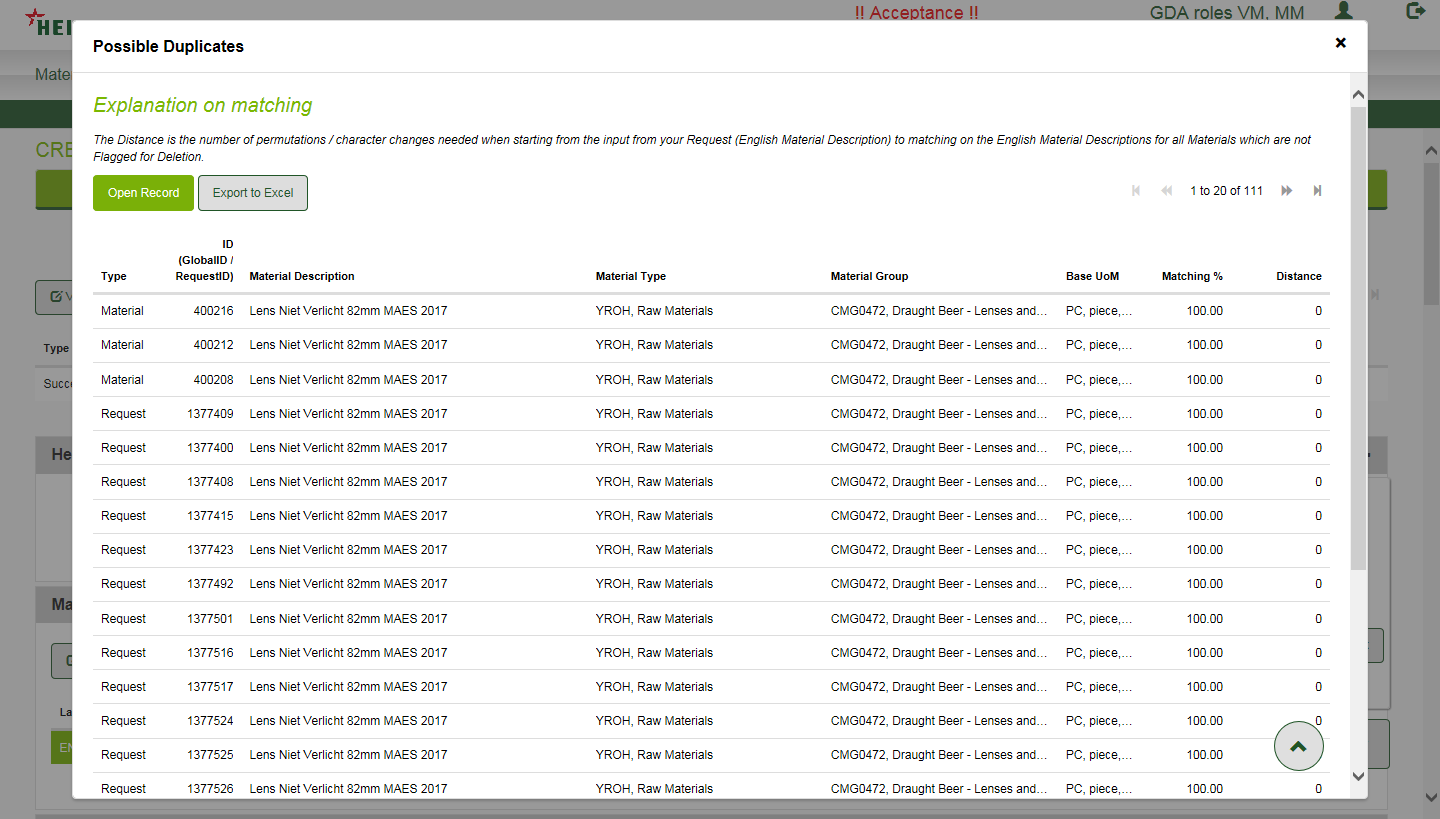 HEI
!! Acceptance !!
GDA roles VM, MM
Possible Duplicates
Mate
Explanation on matching
CRE
The Distance is the number of permutations / character changes needed when starting from the input from your Request (English Material Description) to matching on the English Material Descriptions for all Materials which are not
Flagged for Deletion.
Open Record Export to Excel 1 to 20 of 111
ID
(GlobalID /
Type RequestID) Material Description Material Type Material Group Base UoM Matching % Distance
Material 400216 Lens Niet Verlicht 82mm MAES 2017 YROH, Raw Materials CMG0472, Draught Beer - Lenses and... PC, piece,... 100.00 0
Material 400212 Lens Niet Verlicht 82mm MAES 2017 YROH, Raw Materials CMG0472, Draught Beer - Lenses and... PC, piece,... 100.00 0
Type
Material 400208 Lens Niet Verlicht 82mm MAES 2017 YROH, Raw Materials CMG0472, Draught Beer - Lenses and... PC, piece,... 100.00 0
Succe
Request 1377409 Lens Niet Verlicht 82mm MAES 2017 YROH, Raw Materials CMG0472, Draught Beer - Lenses and... PC, piece,... 100.00 0
Request 1377400 Lens Niet Verlicht 82mm MAES 2017 YROH, Raw Materials CMG0472, Draught Beer - Lenses and... PC, piece,... 100.00 0
He
Request 1377408 Lens Niet Verlicht 82mm MAES 2017 YROH, Raw Materials CMG0472, Draught Beer - Lenses and... PC, piece,... 100.00 0
Request 1377415 Lens Niet Verlicht 82mm MAES 2017 YROH, Raw Materials CMG0472, Draught Beer - Lenses and... PC, piece,... 100.00 0
Request 1377423 Lens Niet Verlicht 82mm MAES 2017 YROH, Raw Materials CMG0472, Draught Beer - Lenses and... PC, piece,... 100.00 0
Request 1377492 Lens Niet Verlicht 82mm MAES 2017 YROH, Raw Materials CMG0472, Draught Beer - Lenses and... PC, piece,... 100.00 0
Ma
Request 1377501 Lens Niet Verlicht 82mm MAES 2017 YROH, Raw Materials CMG0472, Draught Beer - Lenses and... PC, piece,... 100.00 0
Request 1377516 Lens Niet Verlicht 82mm MAES 2017 YROH, Raw Materials CMG0472, Draught Beer - Lenses and... PC, piece,... 100.00 0
Request 1377517 Lens Niet Verlicht 82mm MAES 2017 YROH, Raw Materials CMG0472, Draught Beer - Lenses and... PC, piece,... 100.00 0
La
Request 1377524 Lens Niet Verlicht 82mm MAES 2017 YROH, Raw Materials CMG0472, Draught Beer - Lenses and... PC, piece,... 100.00 0
EN
Request 1377525 Lens Niet Verlicht 82mm MAES 2017 YROH, Raw Materials CMG0472, Draught Beer - Lenses and... PC, piece,... 100.00 0
Request 1377526 Lens Niet Verlicht 82mm MAES 2017 YROH, Raw Materials CMG0472, Draught Beer - Lenses and... PC, piece,... 100.00 0